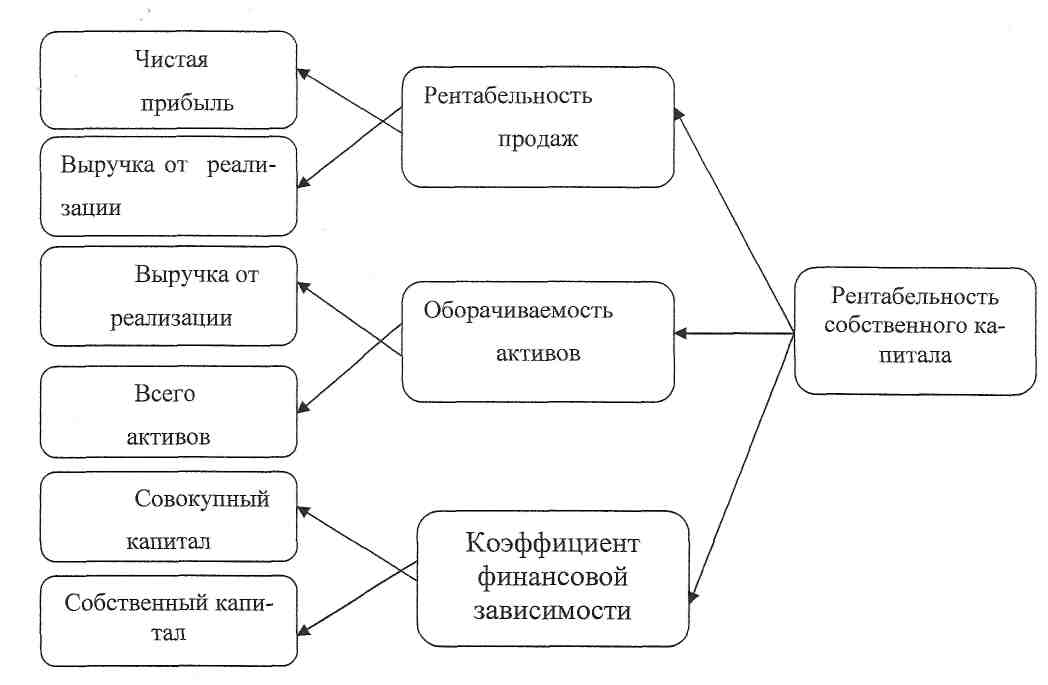 Чистая
прибыль
Выручка от реали-
зации
Выручка от
реализации
Всего
активов
Совокупный
капитал
Собственный капи-
тал
Рентабельность
продаж
Оборачиваемость
активов
Коэффициент
финансовой
зависимости
Рентабельность
собственного ка-
питала